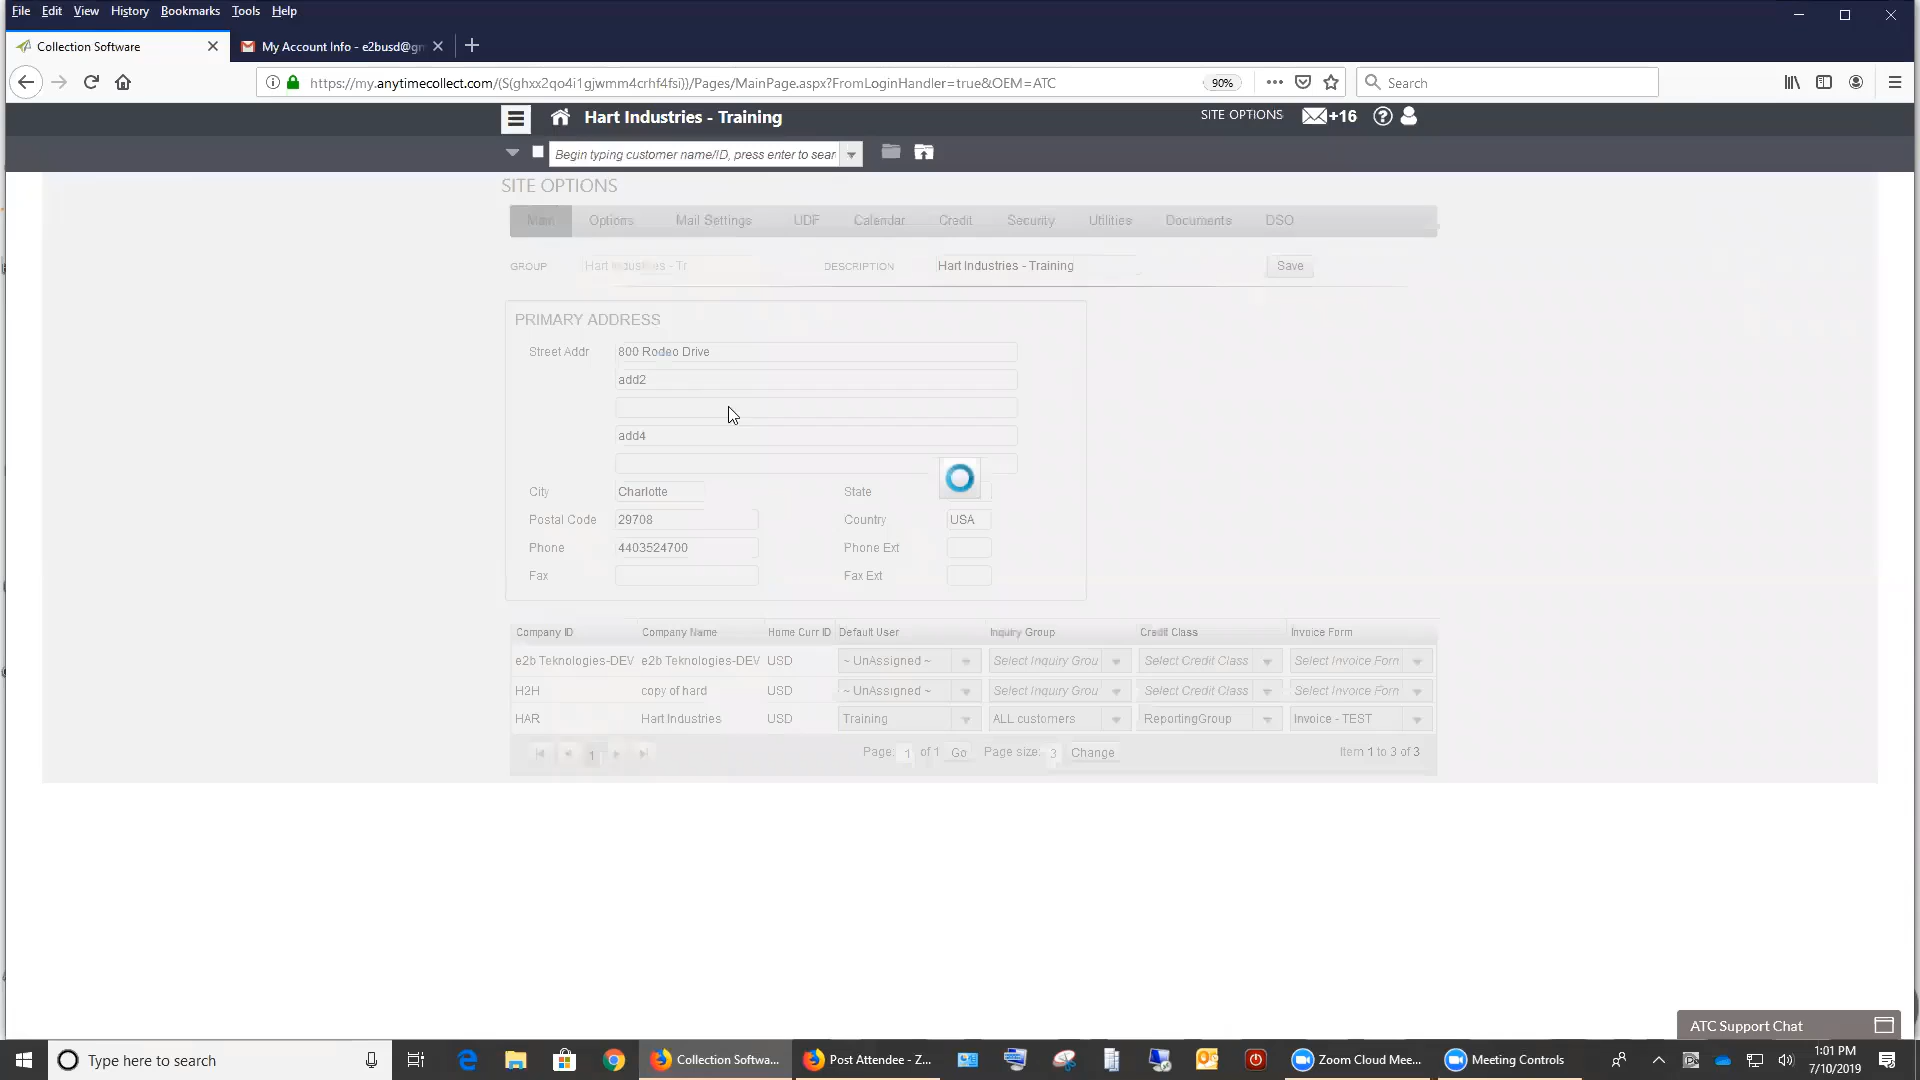 File Edit View History Bookmarks Tools Help
Collection Software
My Account Info - e2busd@gm
https://my.anytimecollect.com/(S(ghxx2qo4i1gjwmm4crhf4fsi))/Pages/MainPage.aspx?FromLoginHandler=true&OEM=ATC
90%
Search
Hart Industries - Training
SITE OPTIONS
+16
Begin typing customer name/ID, press enter to sear
SITE OPTIONS
Main Options Mail Settings UDF Calendar Credit Security Utilities Documents DSO
GROUP Hart Industries - Tr DESCRIPTION Hart Industries - Training Save
PRIMARY ADDRESS
Street Addr 800 Rodeo Drive
add2
add4
City Charlotte State
Postal Code 29708 Country USA
Phone 4403524700 Phone Ext
Fax Fax Ext
Company ID Company Name Home Curr ID Default User Inquiry Group Credit Class Invoice Form
e2b Teknologies-DEV e2b Teknologies-DEV USD ~ UnAssigned ~ Select Inquiry Grou Select Credit Class Select Invoice Form
H2H copy of hard USD ~ UnAssigned ~ Select Inquiry Grou Select Credit Class Select Invoice Form
HAR Hart Industries USD Training ALL customers ReportingGroup Invoice - TEST
1 Page: 1 of 1 Go Page size: 3 Change Item 1 to 3 of 3
ATC Support Chat
Type here to search
Collection Softwa...
Post Attendee - Z...
Zoom Cloud Mee...
Meeting Controls
1:01 PM
7/10/2019